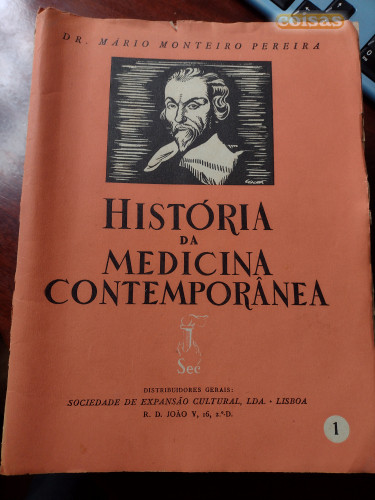 coisas
DR. MÁRIO MONTEIRO PEREIRA
HISTÓRIA
DA
MEDICINA
CONTEMPORÂNEA
Sec
DISTRIBUIDORES GERAIS:
SOCIEDADE DE EXPANSÃO CULTURAL, LDA. · LISBOA
R. D. JOÃO V, 16, 2.º-D.
1